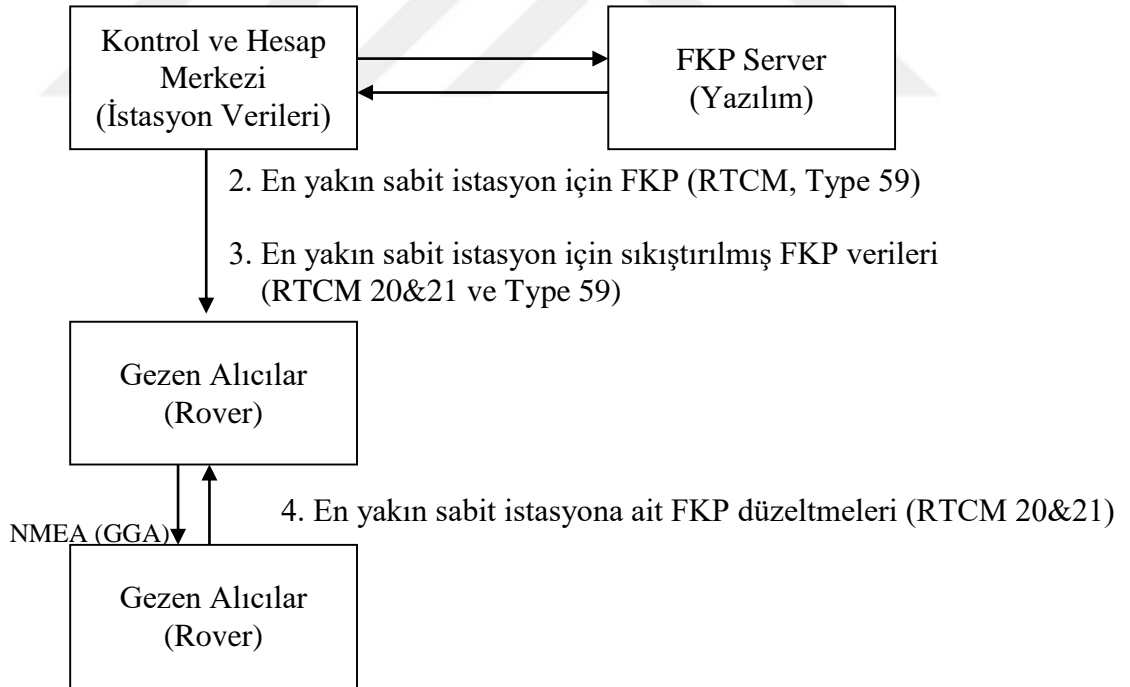 Kontrol ve Hesap
Merkezi
(İstasyon Verileri)
FKP Server
(Yazılım)
2. En yakın sabit istasyon için FKP (RTCM, Type 59)
3. En yakın sabit istasyon için sıkıştırılmış FKP verileri
(RTCM 20&21 ve Type 59)
Gezen Alıcılar
(Rover)
4. En yakın sabit istasyona ait FKP düzeltmeleri (RTCM 20&21)
NMEA (GGA)
Gezen Alıcılar
(Rover)